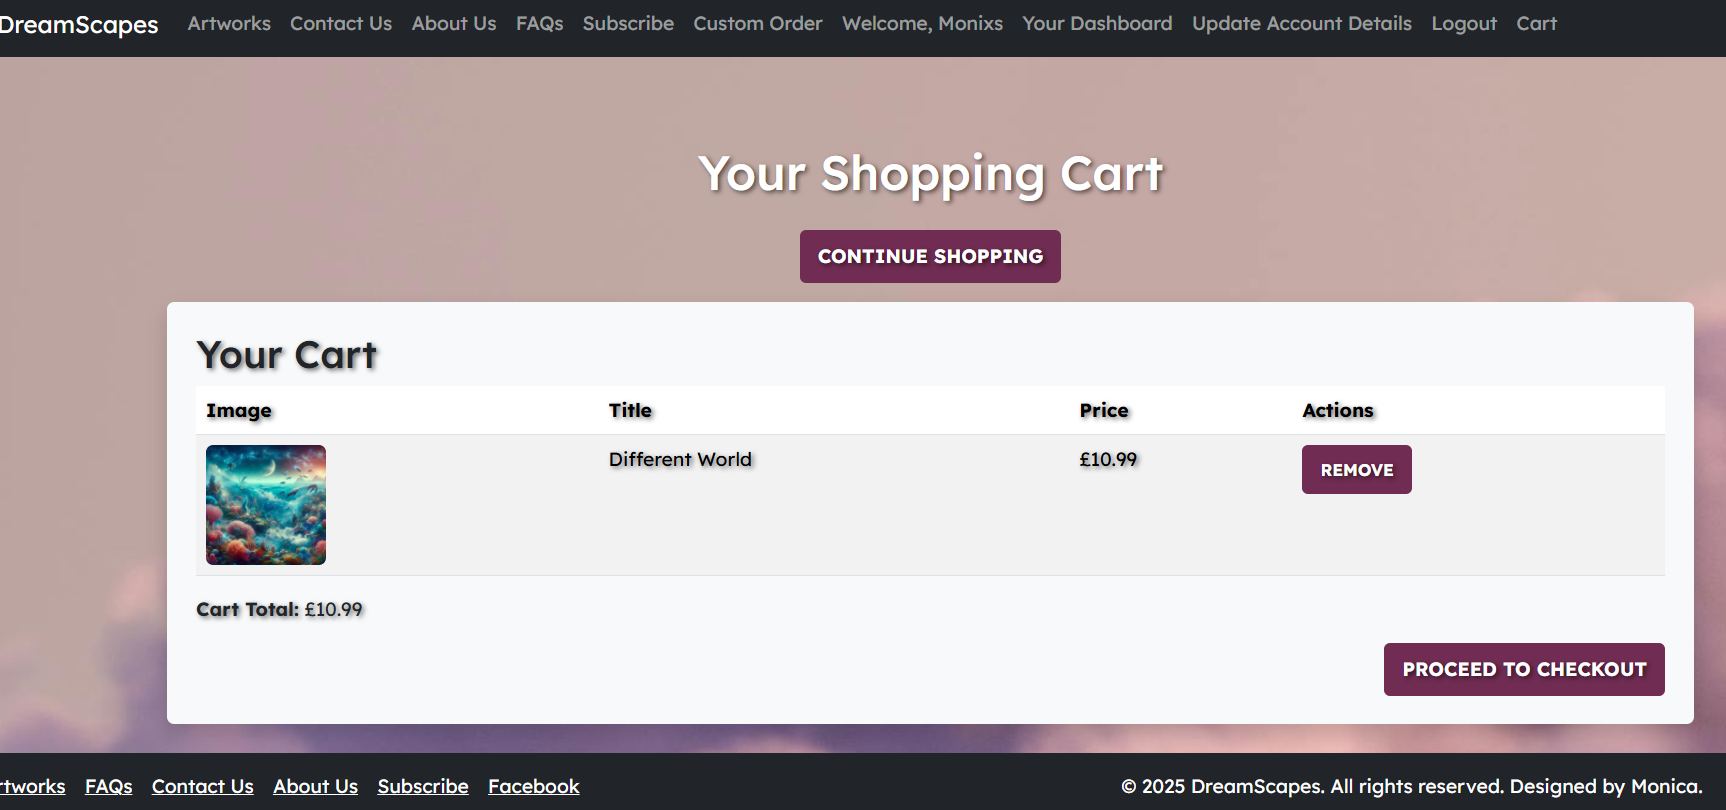 DreamScapes Artworks Contact Us About Us FAQs Subscribe Custom Order Welcome, Monixs Your Dashboard Update Account Details Logout Cart
Your Shopping Cart
CONTINUE SHOPPING
Your Cart
Image Title Price Actions
Different World £10.99 REMOVE
Cart Total: £10.99
PROCEED TO CHECKOUT
rtworks FAQs Contact Us About Us Subscribe Facebook © 2025 DreamScapes. All rights reserved. Designed by Monica.